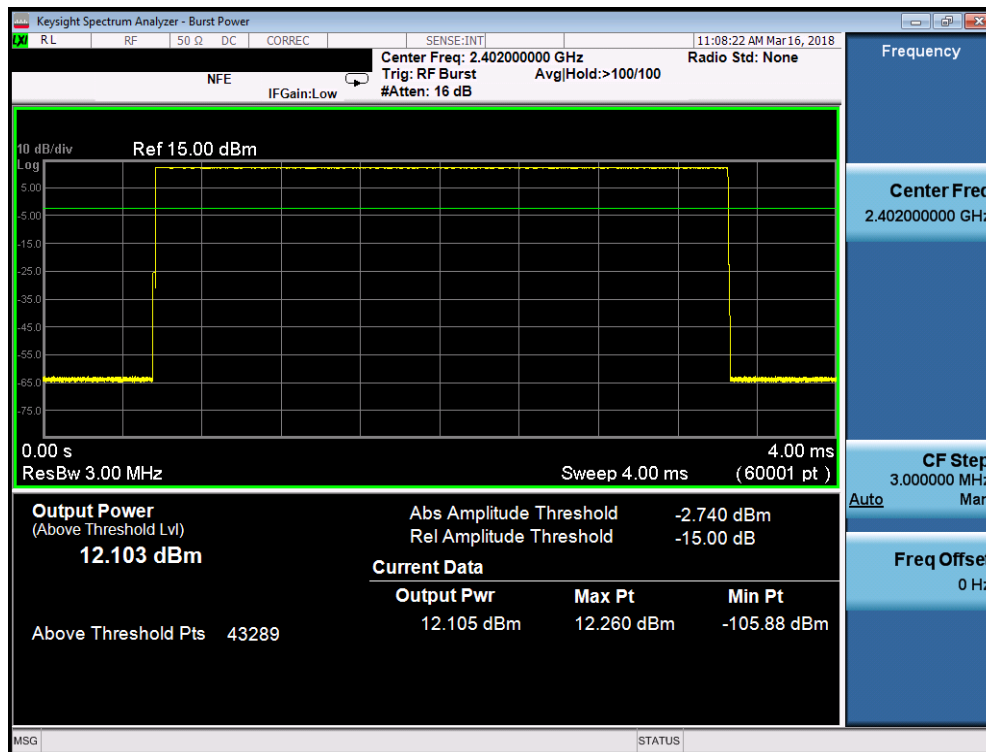 Keysight Spectrum Analyzer - Burst Power
LXI RL RF 50 Ω DC CORREC SENSE:INT 11:08:22 AM Mar 16, 2018
Center Freq: 2.402000000 GHz Radio Std: None
NFE Trig: RF Burst Avg|Hold:>100/100
IFGain:Low #Atten: 16 dB
Frequency
10 dB/div Ref 15.00 dBm
Log
5.00
-5.00
-15.0
-25.0
-35.0
-45.0
-55.0
-65.0
-75.0
0.00 s 4.00 ms
ResBw 3.00 MHz Sweep 4.00 ms (60001 pt)
Center Freq
2.402000000 GHz
CF Step
3.000000 MHz
Auto Man
Freq Offset
0 Hz
Output Power
(Above Threshold Lvl)
12.103 dBm
Above Threshold Pts 43289
Abs Amplitude Threshold -2.740 dBm
Rel Amplitude Threshold -15.00 dB
Current Data
Output Pwr Max Pt Min Pt
12.105 dBm 12.260 dBm -105.88 dBm
MSG STATUS